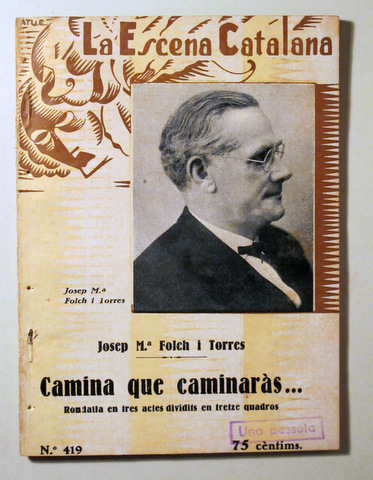 ATLLE
La Escena Catalana
Josep M.ª
Folch i Torres
Josep M.ª Folch i Torres
Camina que caminaràs...
Rondalla en tres actes dividits en tretze quadros
Una pesseta
N.º 419
75 cèntims.